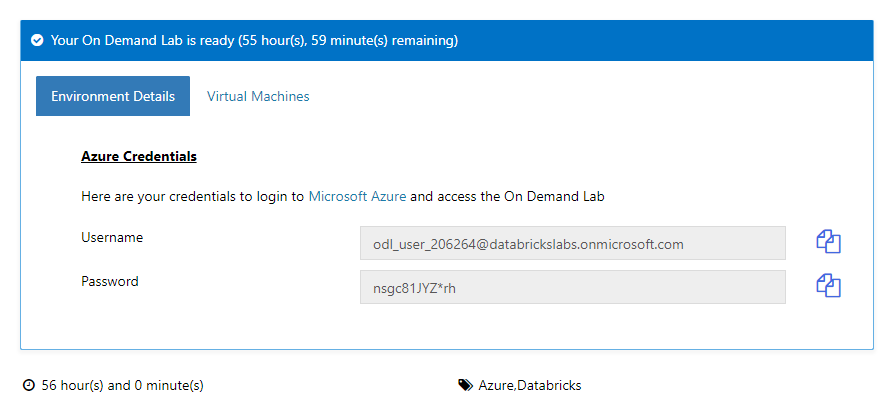 Your On Demand Lab is ready (55 hour(s), 59 minute(s) remaining)
Environment Details Virtual Machines
Azure Credentials
Here are your credentials to login to Microsoft Azure and access the On Demand Lab
Username odl_user_206264@databrickslabs.onmicrosoft.com
Password nsgc81JYZ*rh
56 hour(s) and 0 minute(s) Azure,Databricks